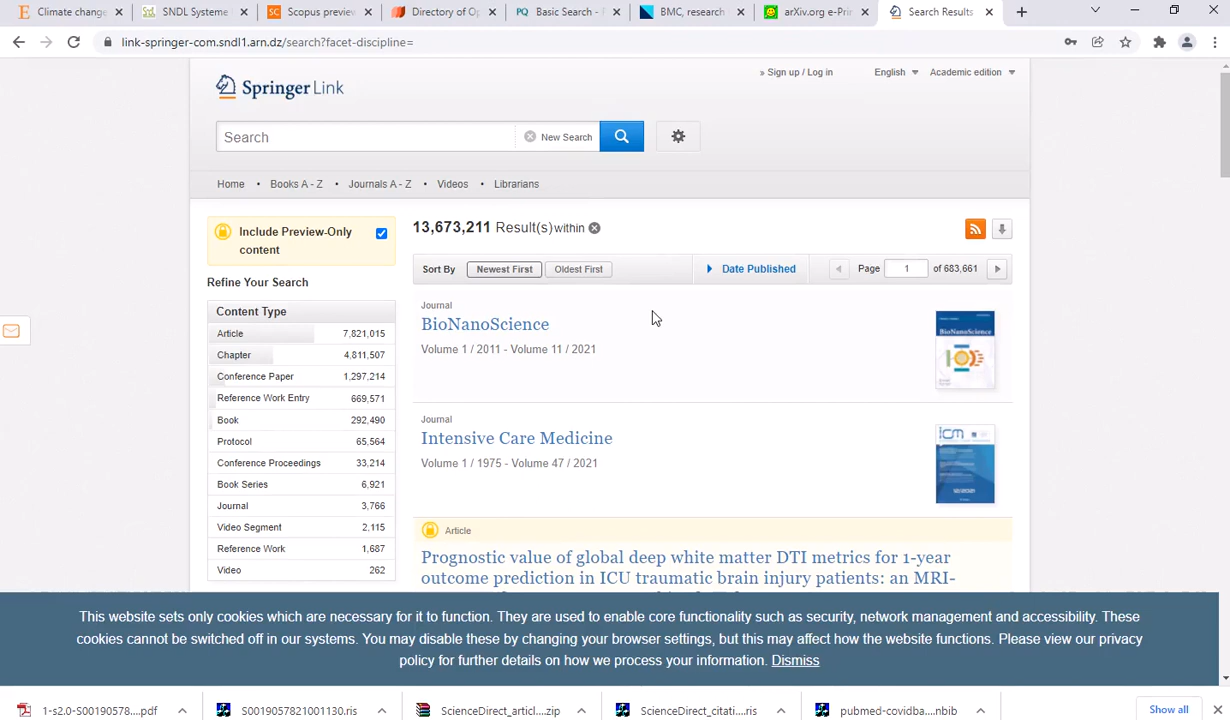 Climate change
SNDL Systeme
Scopus preview
Directory of Op
Basic Search - P
BMC, research
arXiv.org e-Prin
Search Results
link-springer-com.sndl1.arn.dz/search?facet-discipline=
» Sign up / Log in
English
Academic edition
Springer Link
Search
New Search
Home • Books A - Z • Journals A - Z • Videos • Librarians
Include Preview-Only
content
13,673,211 Result(s) within
Refine Your Search
Sort By
Newest First
Oldest First
Date Published
Page 1 of 683,661
Content Type
Article 7,821,015
Chapter 4,811,507
Conference Paper 1,297,214
Reference Work Entry 669,571
Book 292,490
Protocol 65,564
Conference Proceedings 33,214
Book Series 6,921
Journal 3,766
Video Segment 2,115
Reference Work 1,687
Video 262
Journal
BioNanoScience
Volume 1 / 2011 - Volume 11 / 2021
Journal
Intensive Care Medicine
Volume 1 / 1975 - Volume 47 / 2021
Article
Prognostic value of global deep white matter DTI metrics for 1-year
outcome prediction in ICU traumatic brain injury patients: an MRI-
This website sets only cookies which are necessary for it to function. They are used to enable core functionality such as security, network management and accessibility. These
cookies cannot be switched off in our systems. You may disable these by changing your browser settings, but this may affect how the website functions. Please view our privacy
policy for further details on how we process your information. Dismiss
1-s2.0-S00190578....pdf
S0019057821001130.ris
ScienceDirect_articl....zip
ScienceDirect_citati....ris
pubmed-covidba....nbib
Show all